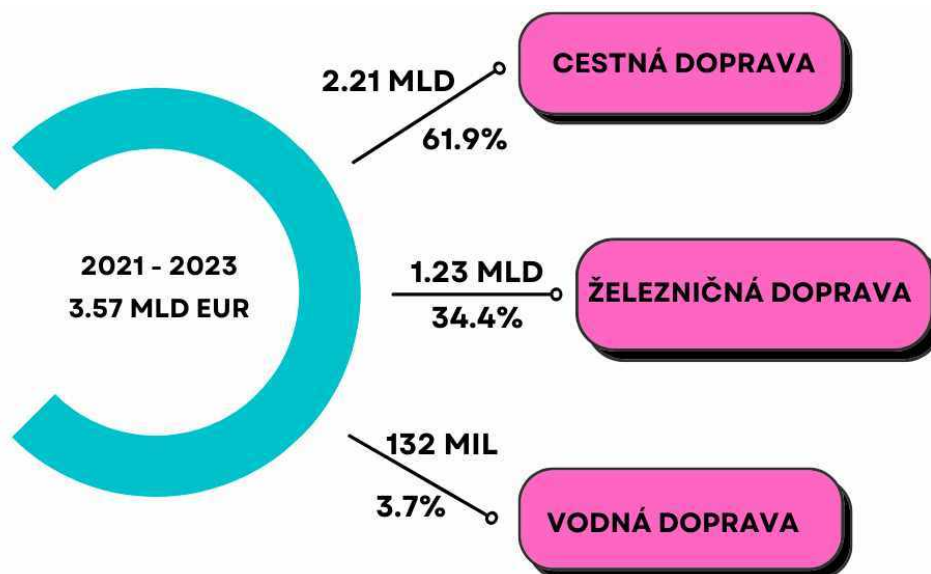 2021 - 2023
3.57 MLD EUR
2.21 MLD
61.9%
CESTNÁ DOPRAVA
1.23 MLD
34.4%
ŽELEZNIČNÁ DOPRAVA
132 MIL
3.7%
VODNÁ DOPRAVA